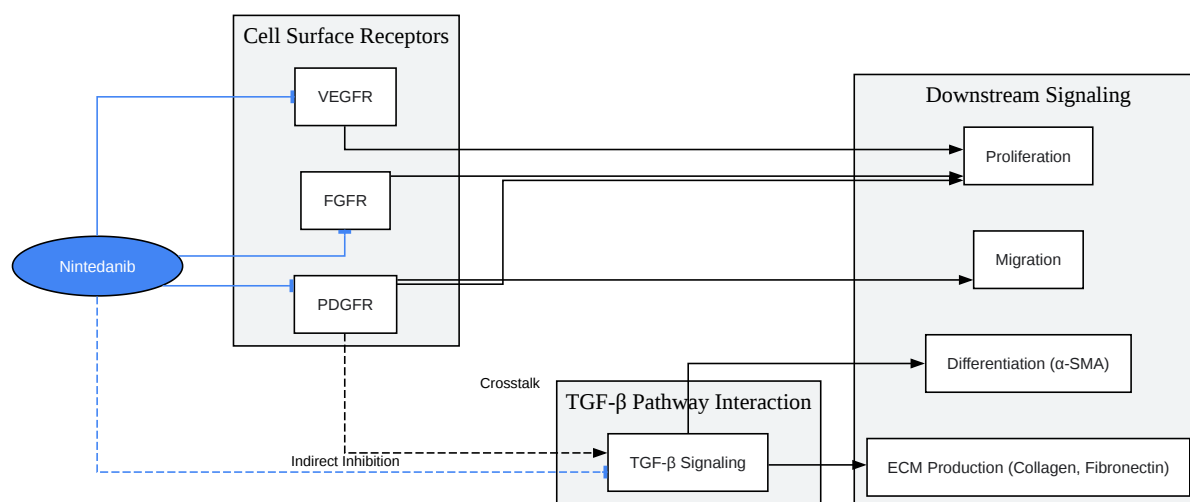 Cell Surface Receptors
VEGFR
FGFR
PDGFR
Nintedanib
Downstream Signaling
Proliferation
Migration
Differentiation (α-SMA)
ECM Production (Collagen, Fibronectin)
Crosstalk
TGF-β Pathway Interaction
TGF-β Signaling
Indirect Inhibition